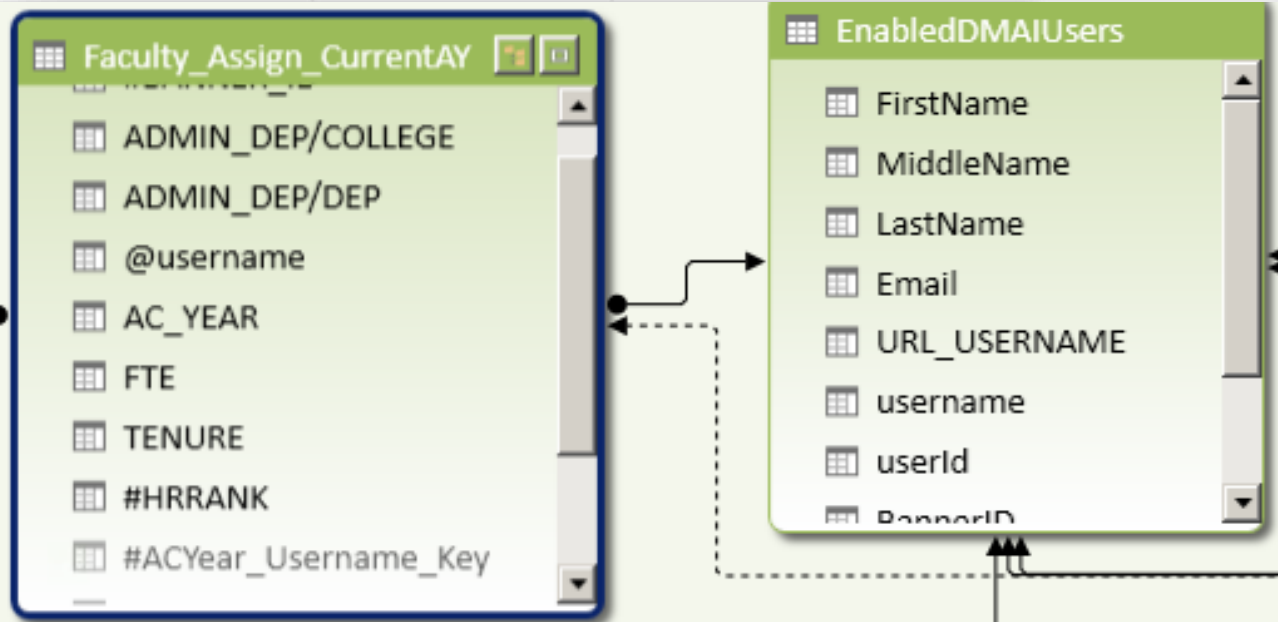 Faculty_Assign_CurrentAY
ADMIN_DEP/COLLEGE
ADMIN_DEP/DEP
@username
AC_YEAR
FTE
TENURE
#HRRANK
#ACYear_Username_Key
EnabledDMAIUsers
FirstName
MiddleName
LastName
Email
URL_USERNAME
username
userId
BannerID